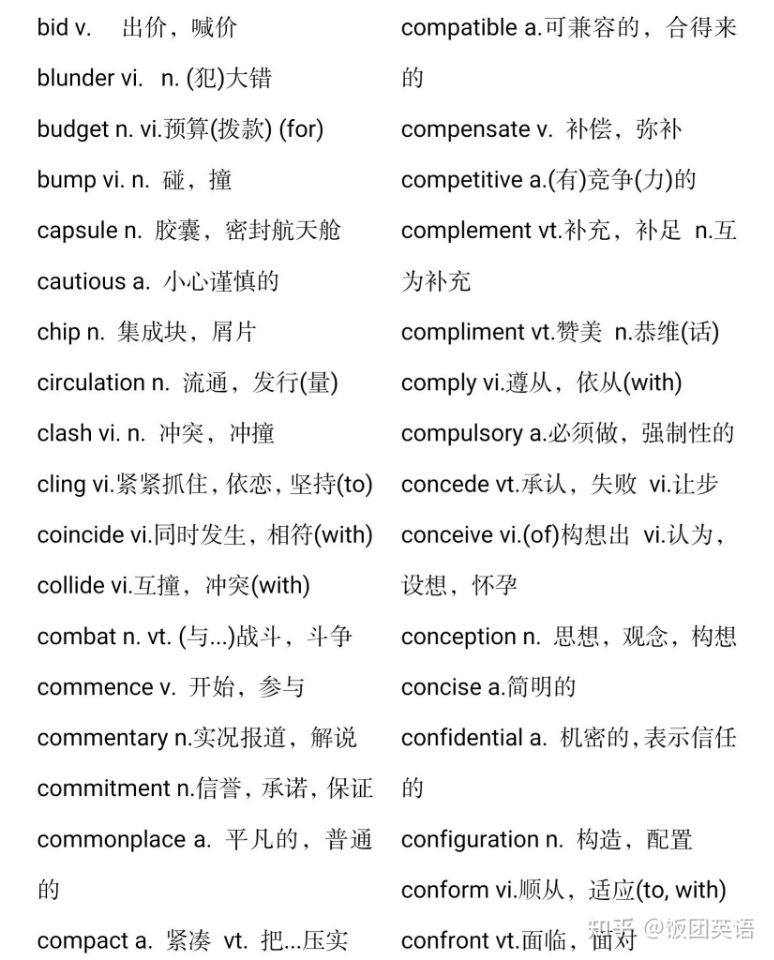 bid v. 出价，喊价
blunder vi. n. (犯)大错
budget n. vi.预算(拨款) (for)
bump vi. n. 碰，撞
capsule n. 胶囊，密封航天舱
cautious a. 小心谨慎的
chip n. 集成块，屑片
circulation n. 流通，发行(量)
clash vi. n. 冲突，冲撞
cling vi.紧紧抓住，依恋，坚持(to)
coincide vi.同时发生，相符(with)
collide vi.互撞，冲突(with)
combat n. vt. (与...)战斗，斗争
commence v. 开始，参与
commentary n.实况报道，解说
commitment n.信誉，承诺，保证
commonplace a. 平凡的，普通
的
compact a. 紧凑 vt. 把...压实
compatible a.可兼容的，合得来
的
compensate v. 补偿，弥补
competitive a.(有)竞争(力)的
complement vt.补充，补足 n.互
为补充
compliment vt.赞美 n.恭维(话)
comply vi.遵从，依从(with)
compulsory a.必须做，强制性的
concede vt.承认，失败 vi.让步
conceive vi.(of)构想出 vi.认为，
设想，怀孕
conception n. 思想，观念，构想
concise a.简明的
confidential a. 机密的，表示信任
的
configuration n. 构造，配置
conform vi.顺从，适应(to, with)
confront vt.面临，面对
知乎 @饭团英语